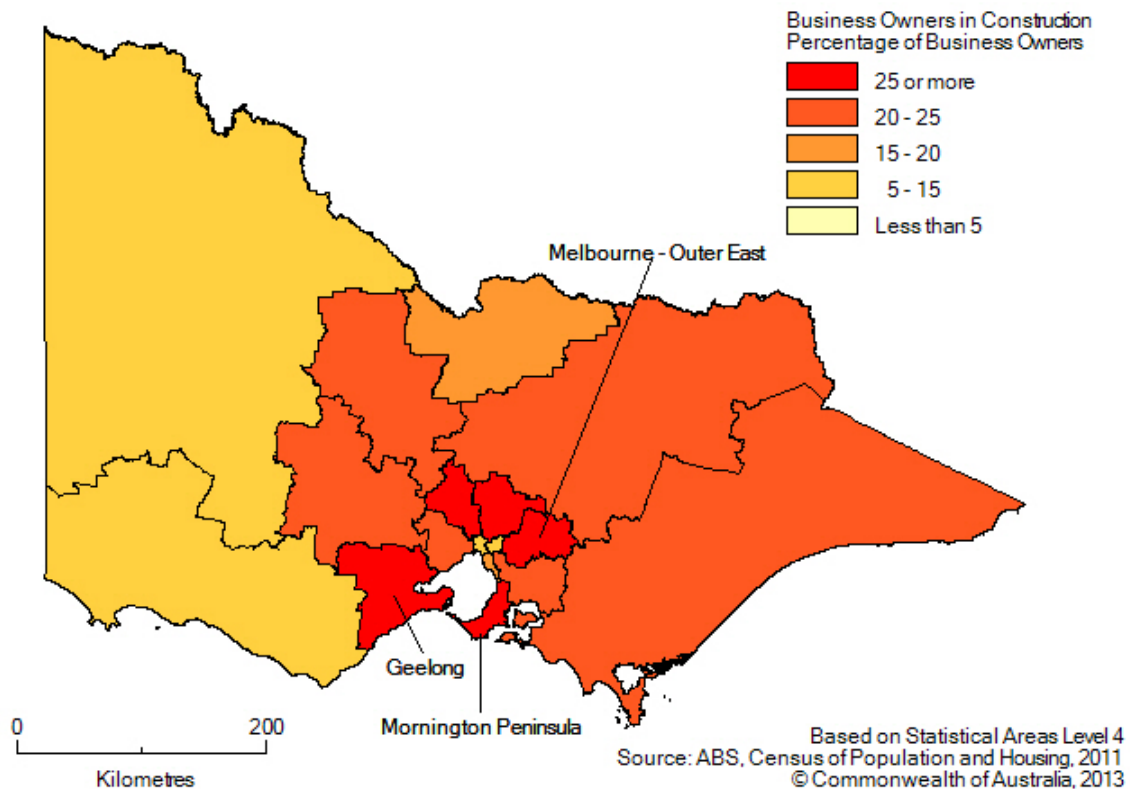 Business Owners in Construction
Percentage of Business Owners
25 or more
20 - 25
15 - 20
5 - 15
Less than 5
Melbourne - Outer East
Geelong
Mornington Peninsula
0
200
Kilometres
Based on Statistical Areas Level 4
Source: ABS, Census of Population and Housing, 2011
© Commonwealth of Australia, 2013